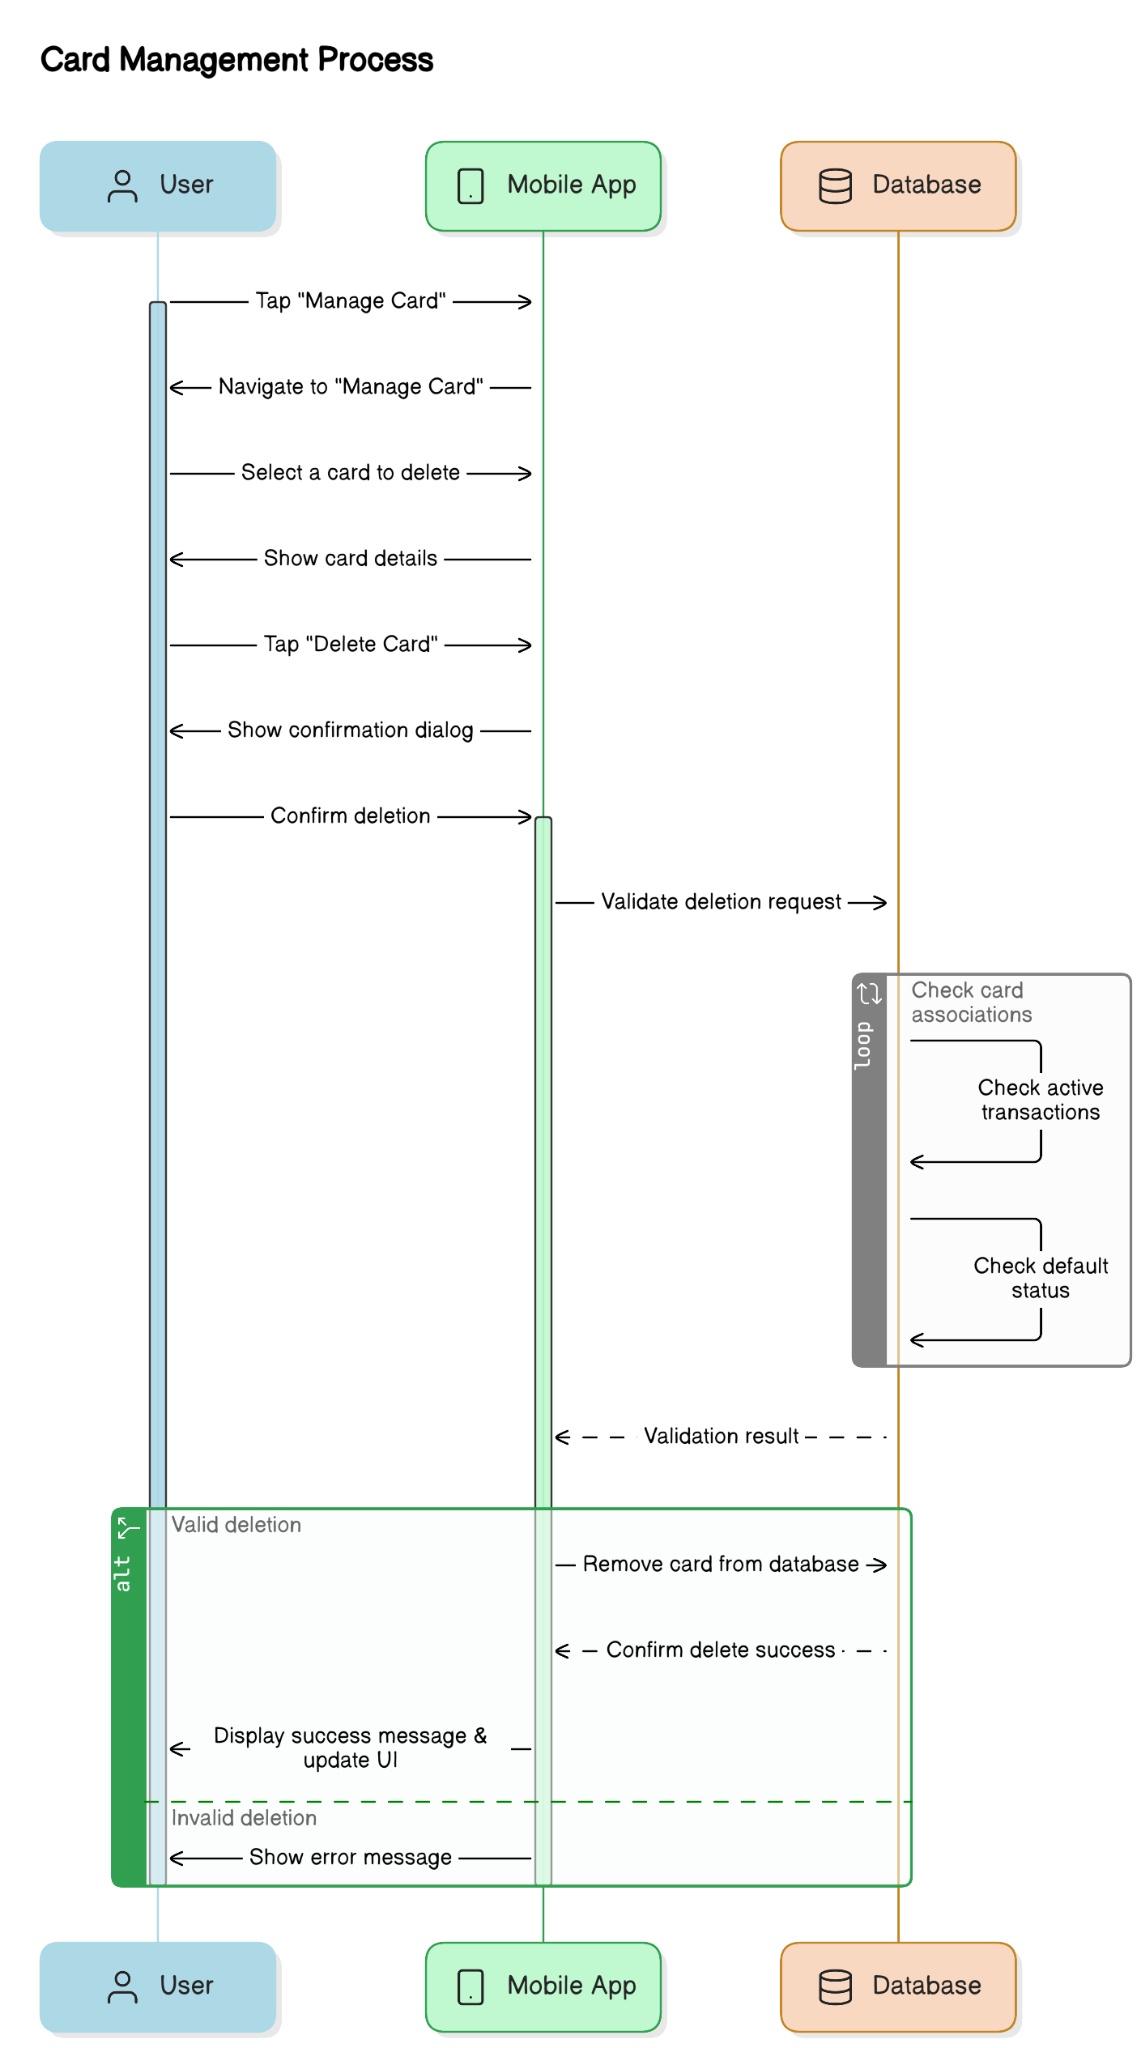 Card Management Process
User
Mobile App
Database
Tap "Manage Card"
Navigate to "Manage Card"
Select a card to delete
Show card details
Tap "Delete Card"
Show confirmation dialog
Confirm deletion
Validate deletion request
loop
Check card
associations
Check active
transactions
Check default
status
Validation result
alt
Valid deletion
Remove card from database
Confirm delete success
Display success message &
update UI
Invalid deletion
Show error message
User
Mobile App
Database